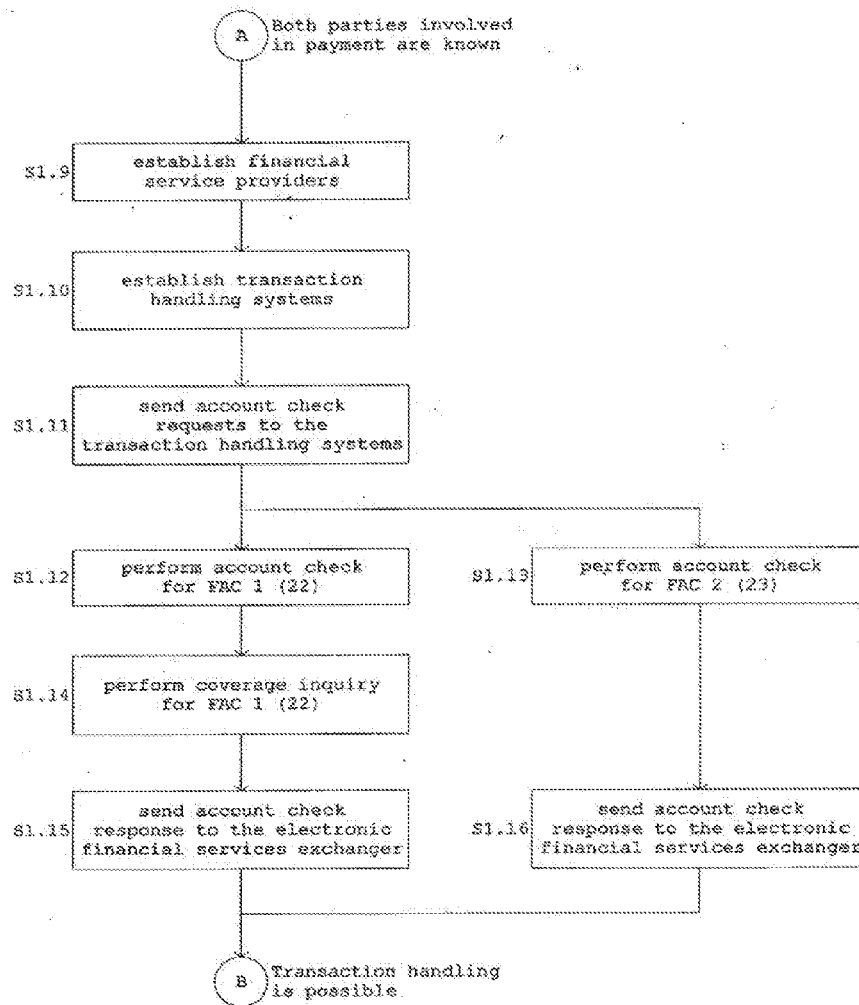 A
Both parties involved
in payment are known
S1.9
establish financial
service providers
S1.10
establish transaction
handling systems
S1.11
send account check
requests to the
transaction handling systems
S1.12
perform account check
for FAC 1 (22)
S1.13
perform account check
for FAC 2 (23)
S1.14
perform coverage inquiry
for FAC 1 (22)
S1.15
send account check
response to the electronic
financial services exchanger
S1.16
send account check
response to the electronic
financial services exchanger
B
Transaction handling
is possible